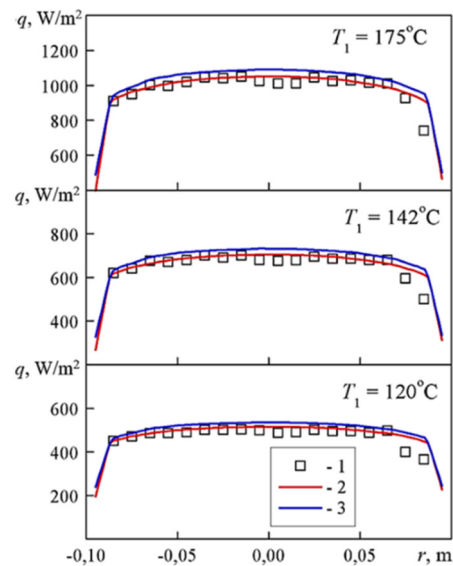 q, W/m²
T₁ = 175°C
1200
1000
800
600
q, W/m²
T₁ = 142°C
800
600
400
q, W/m²
T₁ = 120°C
600
400
200
- 1
- 2
- 3
-0,10 -0,05 0,00 0,05 r, m